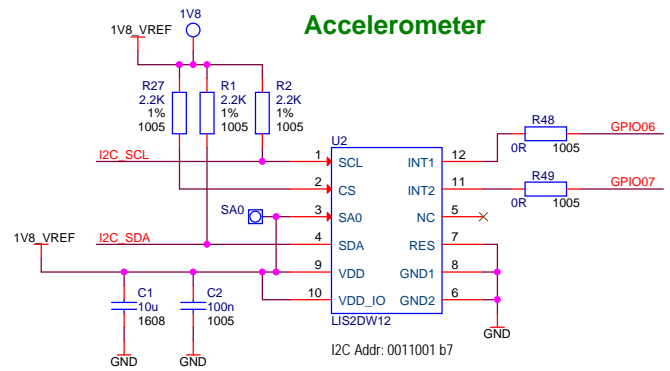 Accelerometer
1V8
1V8_VREF
R27
2.2K
1%
1005
R1
2.2K
1%
1005
R2
2.2K
1%
1005
I2C_SCL
I2C_SDA
1V8_VREF
SA0
U2
1 SCL
2 CS
3 SA0
4 SDA
9 VDD
10 VDD_IO
INT1 12
INT2 11
NC 5
RES 7
GND1 8
GND2 6
LIS2DW12
I2C Addr: 0011001 b7
R48
0R 1005
GPIO06
R49
0R 1005
GPIO07
C1
10u
1608
GND
C2
100n
1005
GND
GND